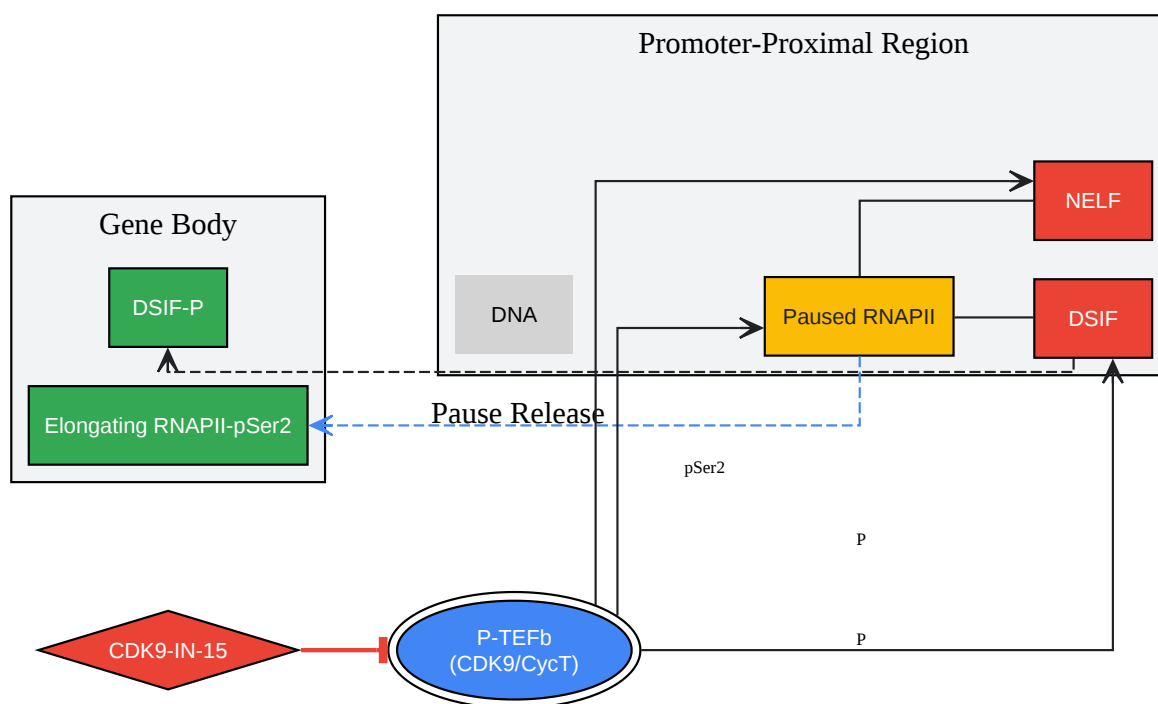 Promoter-Proximal Region
NELF
Gene Body
DSIF-P
DNA
Paused RNAPII
DSIF
Elongating RNAPII-pSer2
Pause Release
pSer2
P
CDK9-IN-15
P-TEFb
(CDK9/CycT)
P